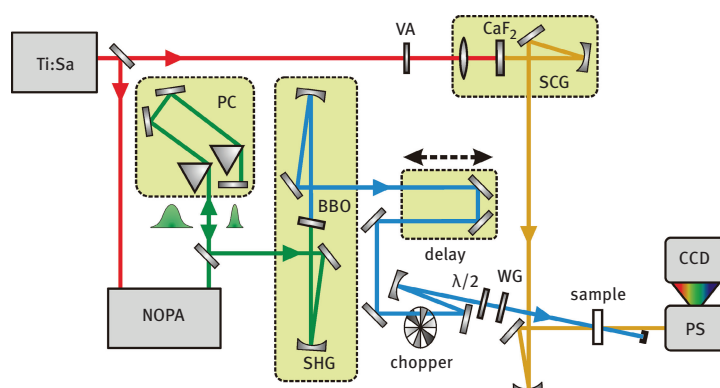 Ti:Sa
VA
CaF2
SCG
PC
BBO
delay
λ/2
WG
sample
CCD
NOPA
SHG
chopper
PS